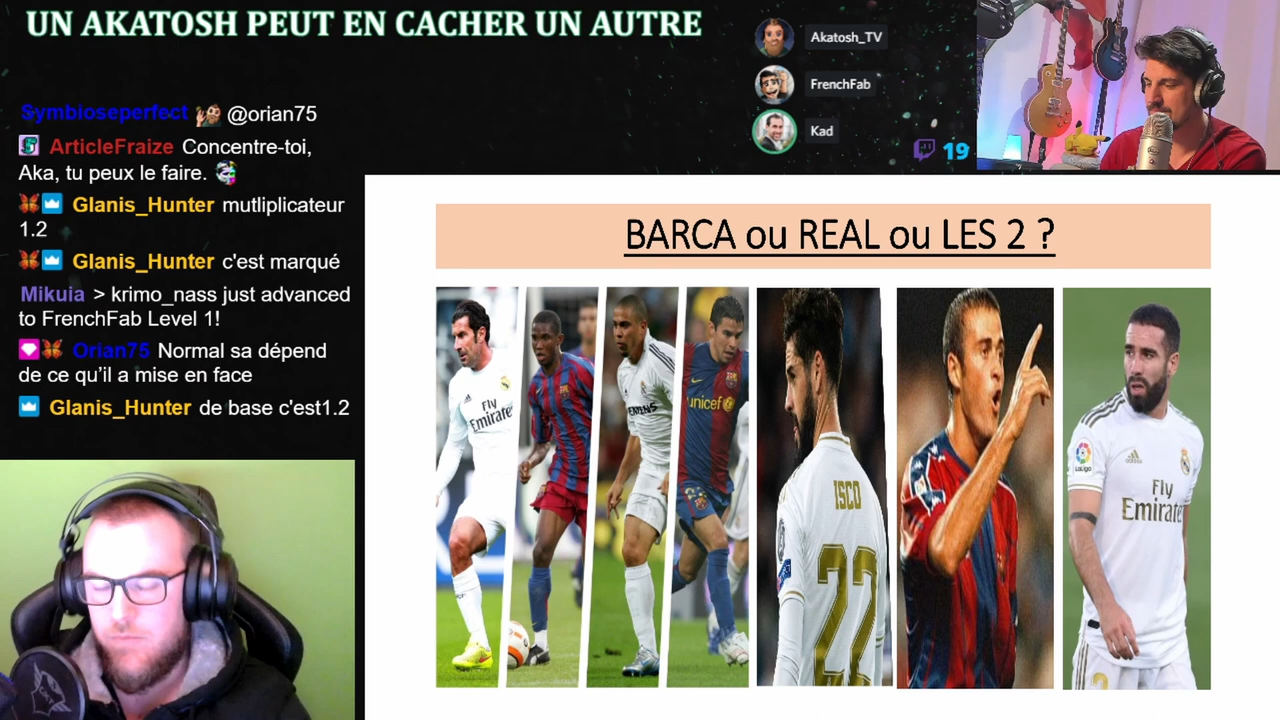 UN AKATOSH PEUT EN CACHER UN AUTRE
Akatosh_TV
FrenchFab
Kad
19
Symbioseperfect @orian75
ArticleFraize Concentre-toi,
Aka, tu peux le faire.
Glanis_Hunter mutliplicateur
1.2
Glanis_Hunter c'est marqué
Mikuia > krimo_nass just advanced
to FrenchFab Level 1!
Orian75 Normal sa dépend
de ce qu'il a mise en face
Glanis_Hunter de base c'est1.2
BARCA ou REAL ou LES 2 ?
Fly
Emirates
SIEMENS
unicef
ISCO
22
LaLiga
Fly
Emirates